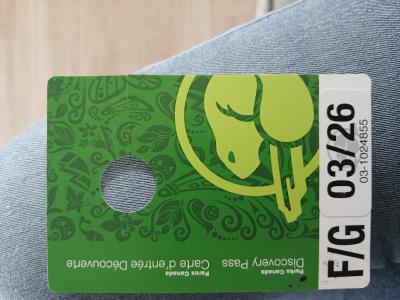 Parks Canada
Discovery Pass
Parcs Canada
Carte d'entrée Découverte
F/G 03/26
03-1024855